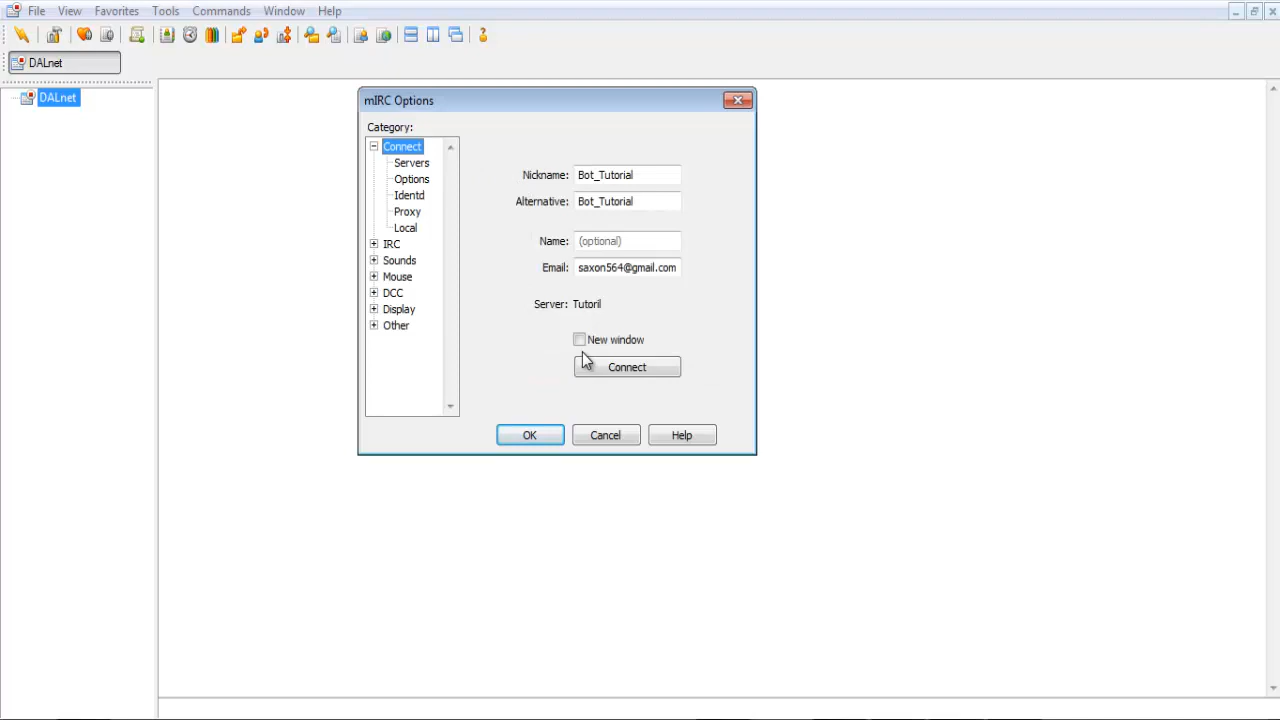 File View Favorites Tools Commands Window Help
DALnet
DALnet
mIRC Options
Category:
Connect
Servers
Options
Identd
Proxy
Local
IRC
Sounds
Mouse
DCC
Display
Other
Nickname: Bot_Tutorial
Alternative: Bot_Tutorial
Name: (optional)
Email: saxon564@gmail.com
Server: Tutoril
New window
Connect
OK Cancel Help